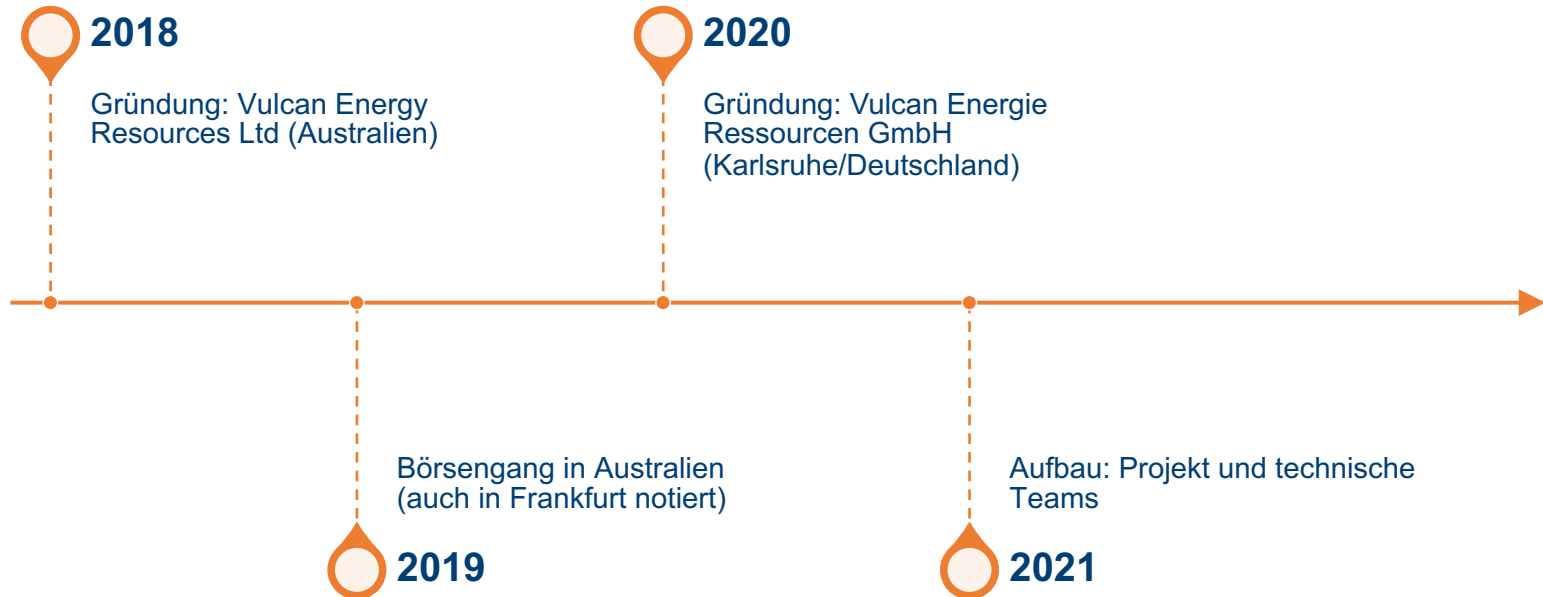 2018
Gründung: Vulcan Energy
Resources Ltd (Australien)
2020
Gründung: Vulcan Energie
Ressourcen GmbH
(Karlsruhe/Deutschland)
Börsengang in Australien
(auch in Frankfurt notiert)
2019
Aufbau: Projekt und technische
Teams
2021